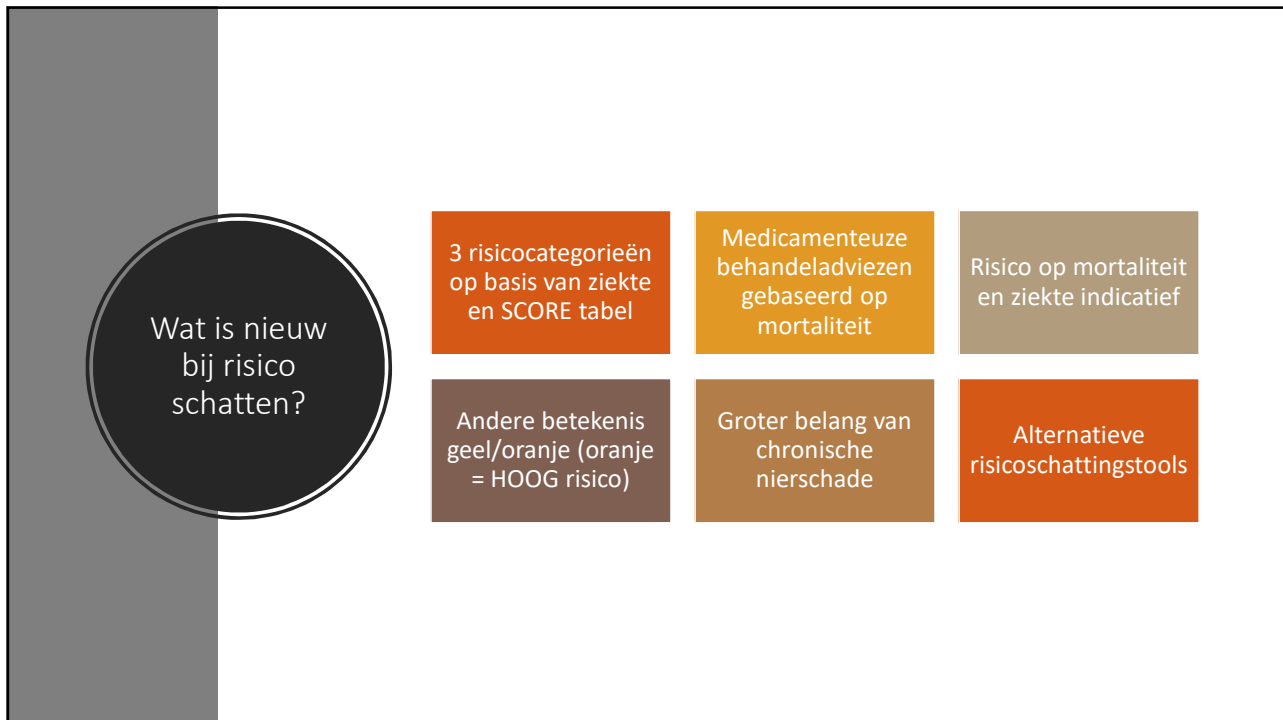 Wat is nieuw
bij risico
schatten?
3 risicocategorieën
op basis van ziekte
en SCORE tabel
Medicamenteuze
behandeladviezen
gebaseerd op
mortaliteit
Risico op mortaliteit
en ziekte indicatief
Andere betekenis
geel/oranje (oranje
= HOOG risico)
Groter belang van
chronische
nierschade
Alternatieve
risicoschattingstools